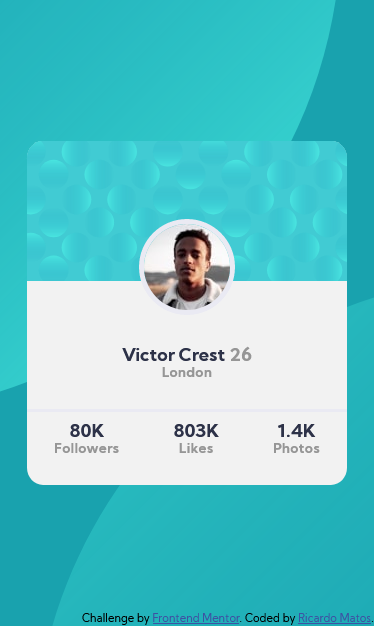 Victor Crest 26
London
80K 803K 1.4K
Followers Likes Photos
Challenge by Frontend Mentor. Coded by Ricardo Matos.